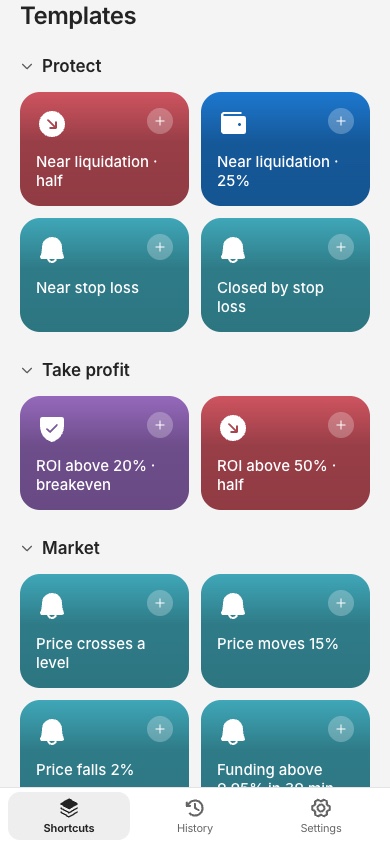 Templates
Protect
Near liquidation ·
half
Near liquidation ·
25%
Near stop loss
Closed by stop
loss
Take profit
ROI above 20% ·
breakeven
ROI above 50% ·
half
Market
Price crosses a
level
Price moves 15%
Price falls 2%
Funding above
Shortcuts
History
Settings